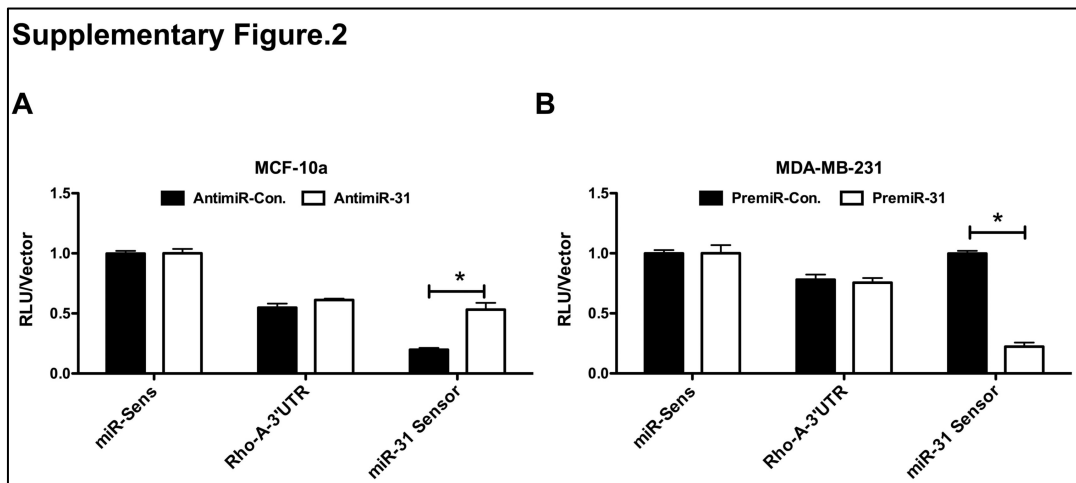 Supplementary Figure.2
A
MCF-10a
AntimiR-Con. AntimiR-31
RLU/Vector
1.5
1.0
0.5
0.0
*
miR-Sens
Rho-A-3'UTR
miR-31 Sensor
B
MDA-MB-231
PremiR-Con. PremiR-31
RLU/Vector
1.5
1.0
0.5
0.0
*
miR-Sens
Rho-A-3'UTR
miR-31 Sensor